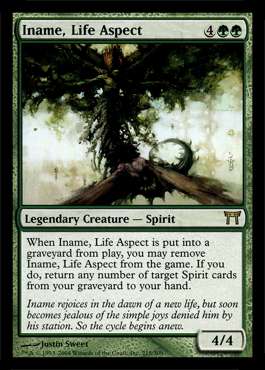 Iname, Life Aspect 4
Legendary Creature — Spirit
When Iname, Life Aspect is put into a
graveyard from play, you may remove
Iname, Life Aspect from the game. If you
do, return any number of target Spirit cards
from your graveyard to your hand.
Iname rejoices in the dawn of a new life, but soon
becomes jealous of the simple joys denied him by
his station. So the cycle begins anew.
Justin Sweet
4/4